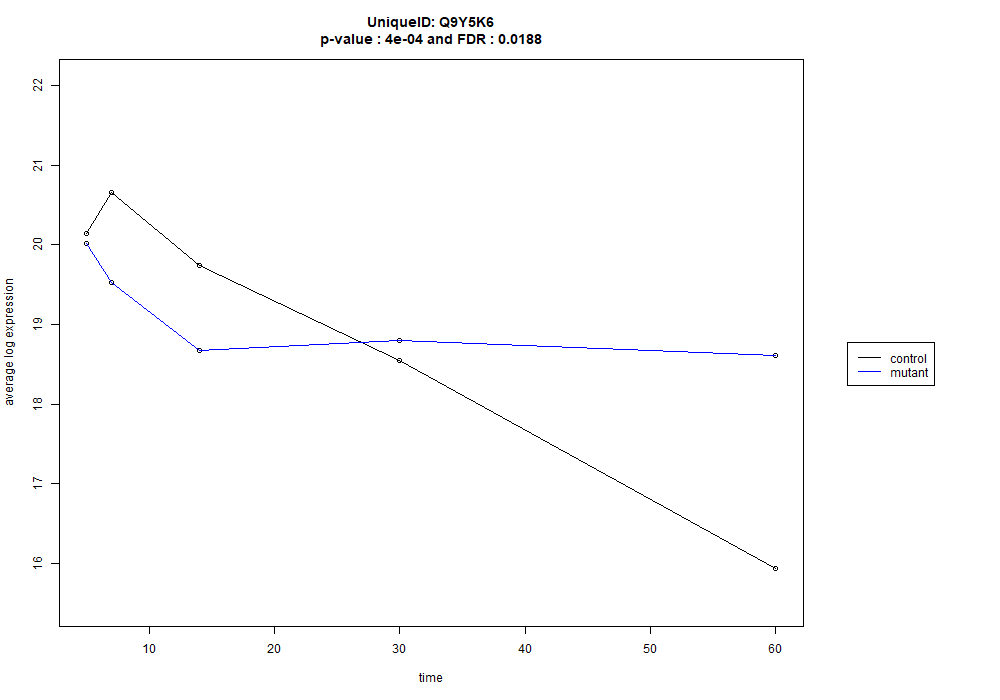 UniqueID: Q9Y5K6
p-value : 4e-04 and FDR : 0.0188
22
21
20
19
18
17
16
average log expression
10
20
30
40
50
60
time
control
mutant